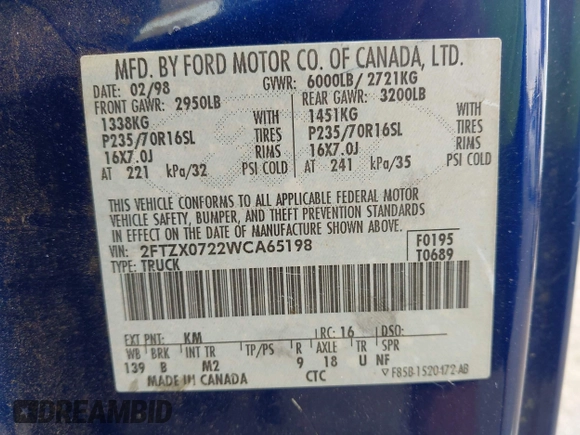 MFD. BY FORD MOTOR CO. OF CANADA, LTD.
DATE: 02/98 GVWR: 6000LB/ 2721KG
FRONT GAWR: 2950LB REAR GAWR: 3200LB
1338KG WITH 1451KG WITH
P235/70R16SL TIRES P235/70R16SL TIRES
16X7.0J RIMS 16X7.0J RIMS
AT 221 kPa/32 PSI COLD AT 241 kPa/35 PSI COLD
THIS VEHICLE CONFORMS TO ALL APPLICABLE FEDERAL MOTOR
VEHICLE SAFETY, BUMPER, AND THEFT PREVENTION STANDARDS
IN EFFECT ON THE DATE OF MANUFACTURE SHOWN ABOVE.
VIN: 2FTZX0722WCA65198 F0195
TYPE: TRUCK T0689
EXT PNT: KM RC: 16 DSO:
WB BRK INT TR TP/PS R AXLE TR SPR
139 B M2 9 18 U NF
MADE IN CANADA CTC F85B-1520472-AB
DREAMBID